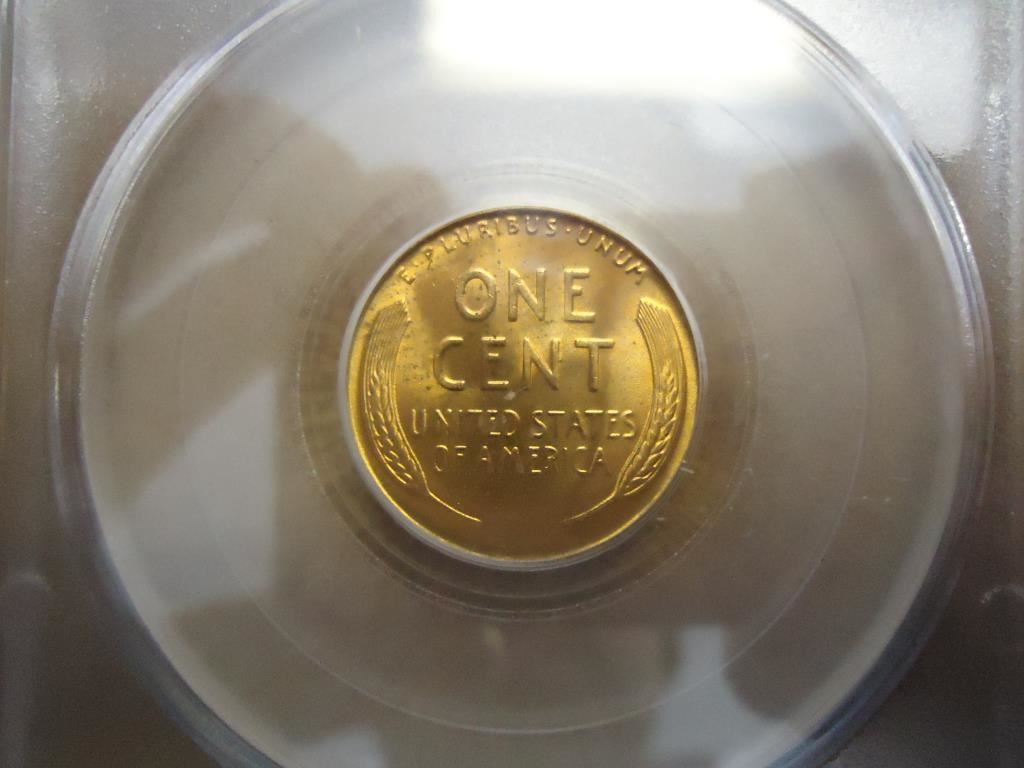 E·PLURIBUS·UNUM
ONE
CENT
UNITED STATES
OF AMERICA